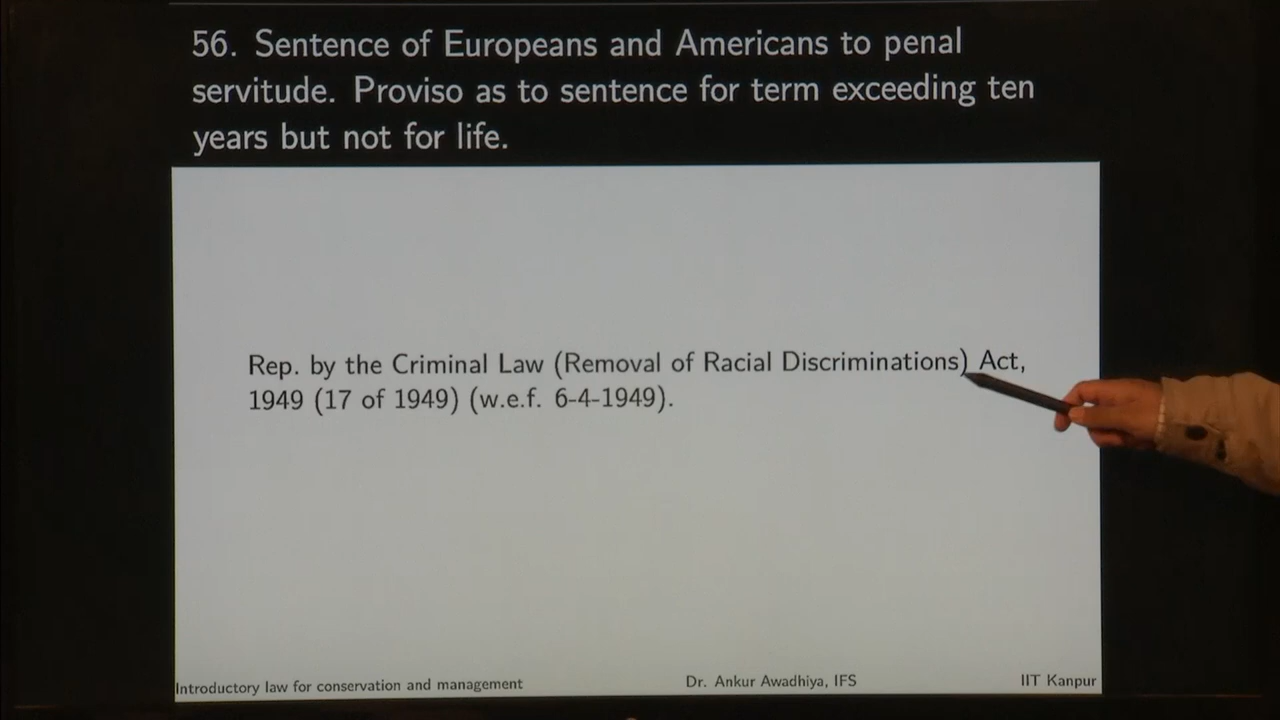 56. Sentence of Europeans and Americans to penal
servitude. Proviso as to sentence for term exceeding ten
years but not for life.
Rep. by the Criminal Law (Removal of Racial Discriminations) Act,
1949 (17 of 1949) (w.e.f. 6-4-1949).
Introductory law for conservation and management
Dr. Ankur Awadhiya, IFS
IIT Kanpur